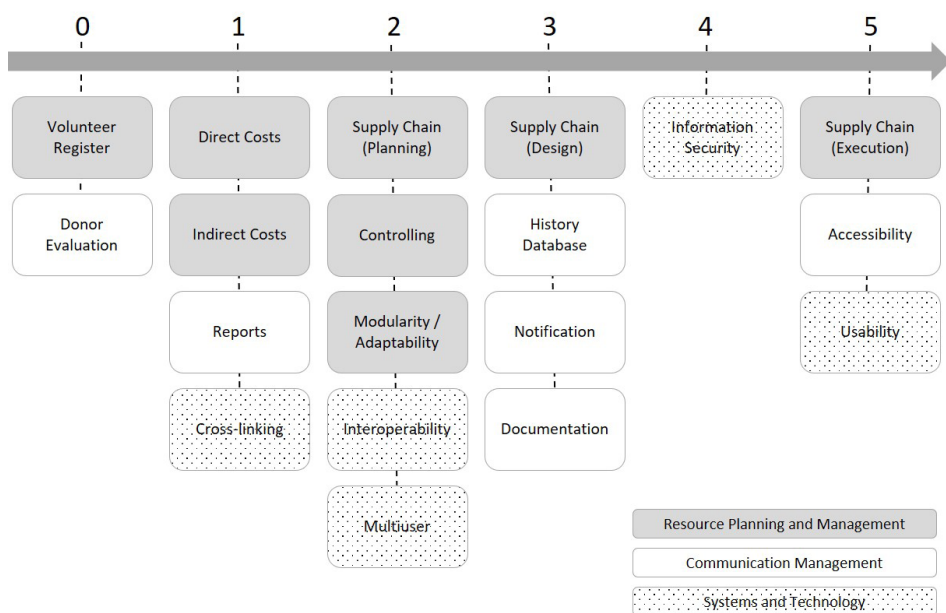 0 1 2 3 4 5
Volunteer
Register
Direct Costs
Supply Chain
(Planning)
Supply Chain
(Design)
Information
Security
Supply Chain
(Execution)
Donor
Evaluation
Indirect Costs
Controlling
History
Database
Accessibility
Reports
Modularity /
Adaptability
Notification
Usability
Cross-linking
Interoperability
Documentation
Multiuser
Resource Planning and Management
Communication Management
Systems and Technology